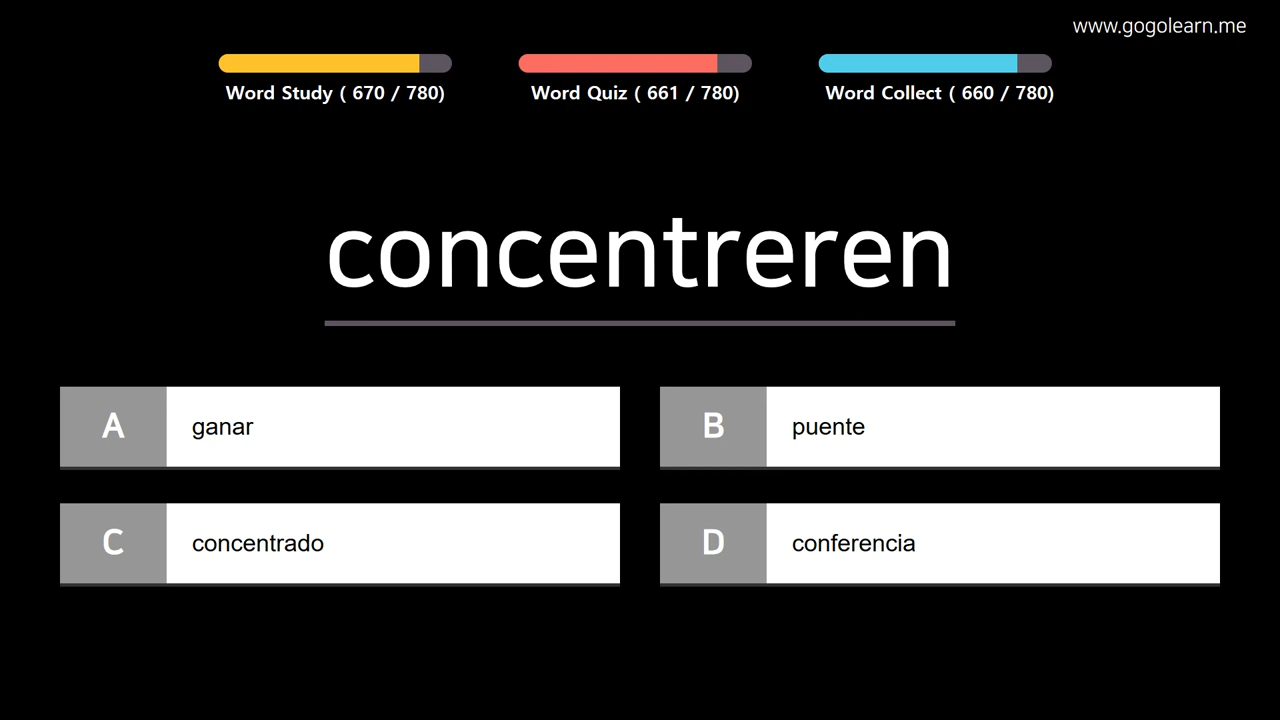 www.gogolearn.me
Word Study ( 670 / 780)
Word Quiz ( 661 / 780)
Word Collect ( 660 / 780)
concentreren
A ganar
B puente
C concentrado
D conferencia